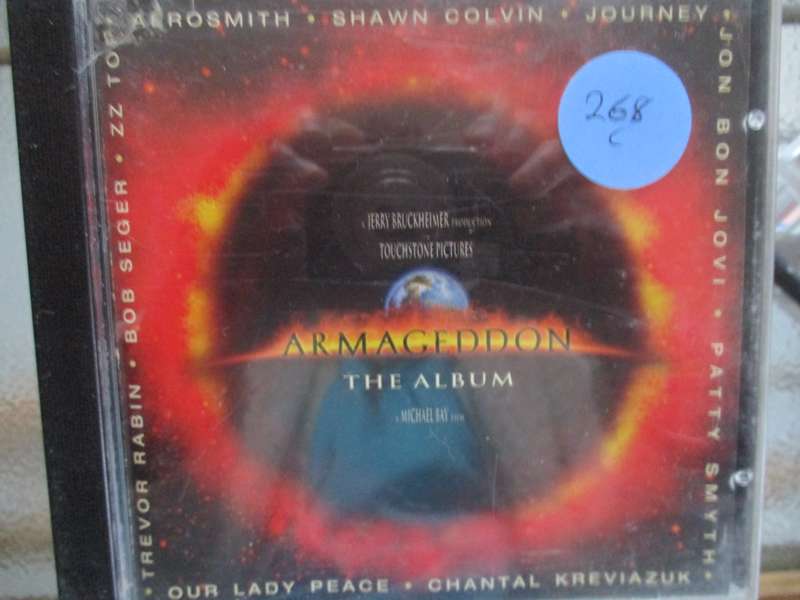 AEROSMITH • SHAWN COLVIN • JOURNEY •
JON BON JOVI • PATTY SMYTH •
268
c
A JERRY BRUCKHEIMER PRODUCTION
TOUCHSTONE PICTURES
ARMAGEDDON
THE ALBUM
A MICHAEL BAY FILM
OUR LADY PEACE • CHANTAL KREVIAZUK
• TREVOR RABIN • BOB SEGER • ZZ TOP •